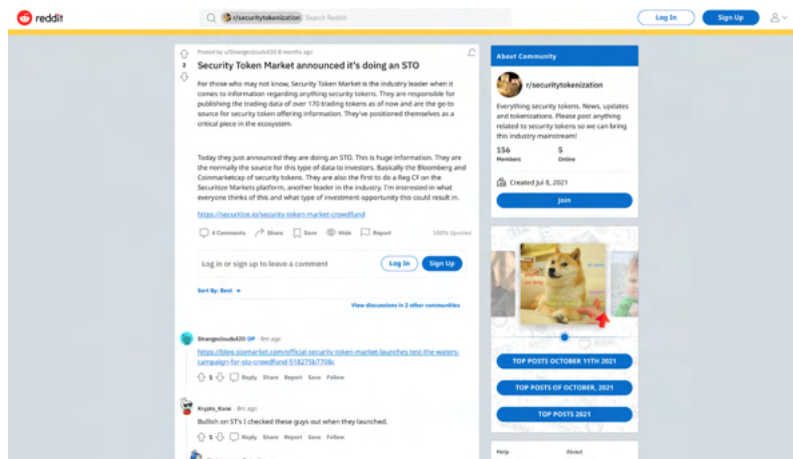 reddit
r/securitytokenization Search Reddit
Log In
Sign Up
Posted by u/Strangeclouds420 8 months ago
2
Security Token Market announced it's doing an STO
For those who may not know, Security Token Market is the industry leader when it
comes to information regarding anything security tokens. They are responsible for
publishing the trading data of over 170 trading tokens as of now and are the go to
source for security token offering information. They've positioned themselves as a
critical piece in the ecosystem.
Today they just announced they are doing an STO. This is huge information. They are
the normally the source for this type of data to investors. Basically the Bloomberg and
Coinmarketcap of security tokens. They are also the first to do a Reg CF on the
Securitize Markets platform, another leader in the industry. I'm interested in what
everyone thinks of this and what type of investment opportunity this could result in.
https://securitize.io/security-token-market-crowdfund
4 Comments Share Save Hide Report 100% Upvoted
Log in or sign up to leave a comment
Log In
Sign Up
Sort By: Best
View discussions in 2 other communities
Strangeclouds420 OP · 8m ago
https://blog.stomarket.com/official-security-token-market-launches-test-the-waters-
campaign-for-sto-crowdfund-518275b7708c
1 Reply Share Report Save Follow
Krypto_Kane · 8m ago
Bullish on ST's I checked these guys out when they launched.
1 Reply Share Report Save Follow
About Community
r/securitytokenization
Everything security tokens. News, updates
and tokenizations. Please post anything
related to security tokens so we can bring
this industry mainstream!
156
Members
5
Online
Created Jul 8, 2021
Join
TOP POSTS OCTOBER 11TH 2021
TOP POSTS OF OCTOBER, 2021
TOP POSTS 2021
Help
About